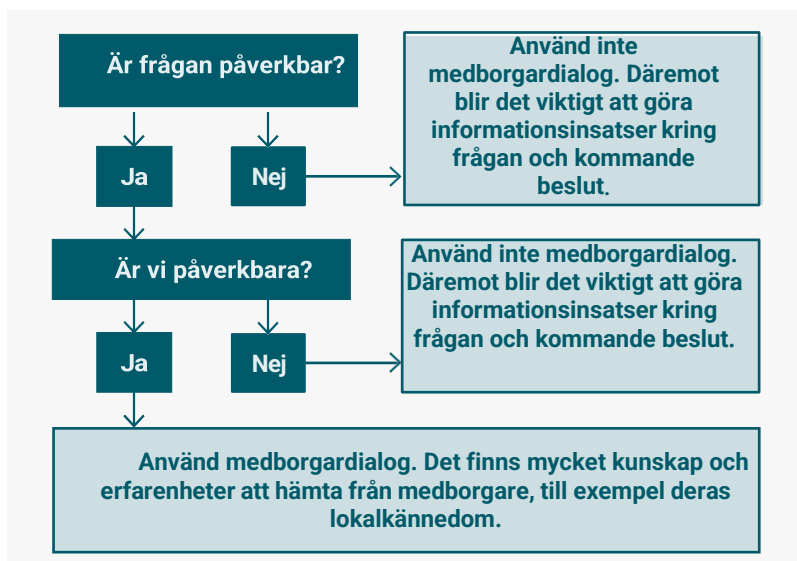 Är frågan påverkbar?
Använd inte
medborgardialog. Däremot
blir det viktigt att göra
informationsinsatser kring
frågan och kommande
beslut.
Ja
Nej
Är vi påverkbara?
Använd inte medborgardialog.
Däremot blir det viktigt att göra
informationsinsatser kring
frågan och kommande beslut.
Ja
Nej
Använd medborgardialog. Det finns mycket kunskap och
erfarenheter att hämta från medborgare, till exempel deras
lokalkännedom.